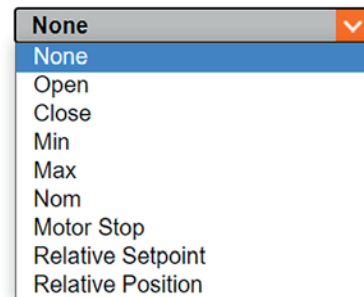 None
None
Open
Close
Min
Max
Nom
Motor Stop
Relative Setpoint
Relative Position